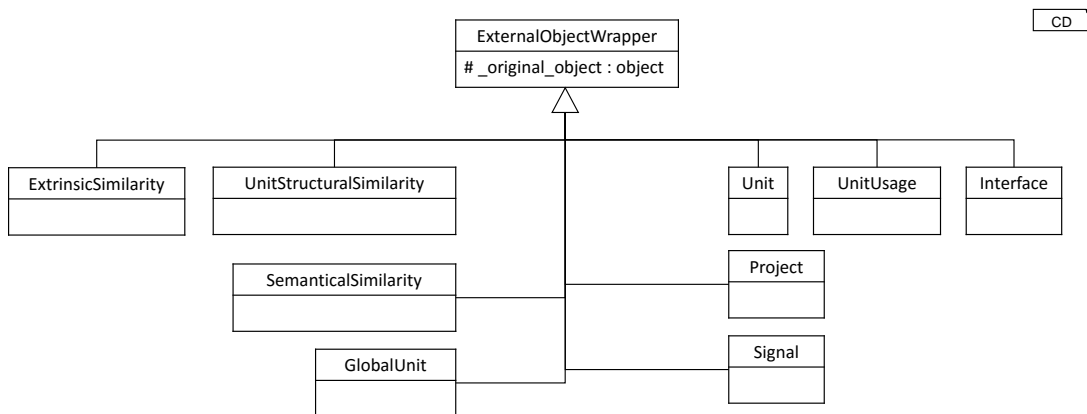 CD
ExternalObjectWrapper
# _original_object : object
ExtrinsicSimilarity
UnitStructuralSimilarity
Unit
UnitUsage
Interface
SemanticalSimilarity
Project
GlobalUnit
Signal